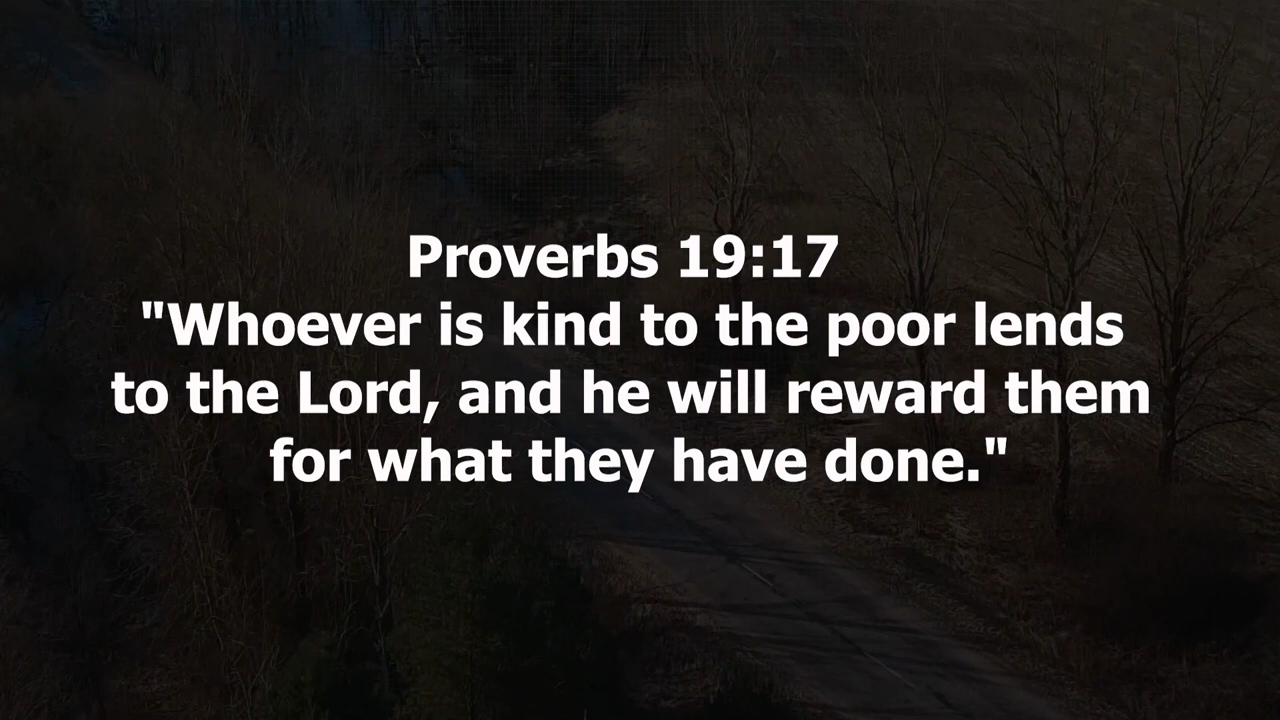 Proverbs 19:17
"Whoever is kind to the poor lends
to the Lord, and he will reward them
for what they have done."